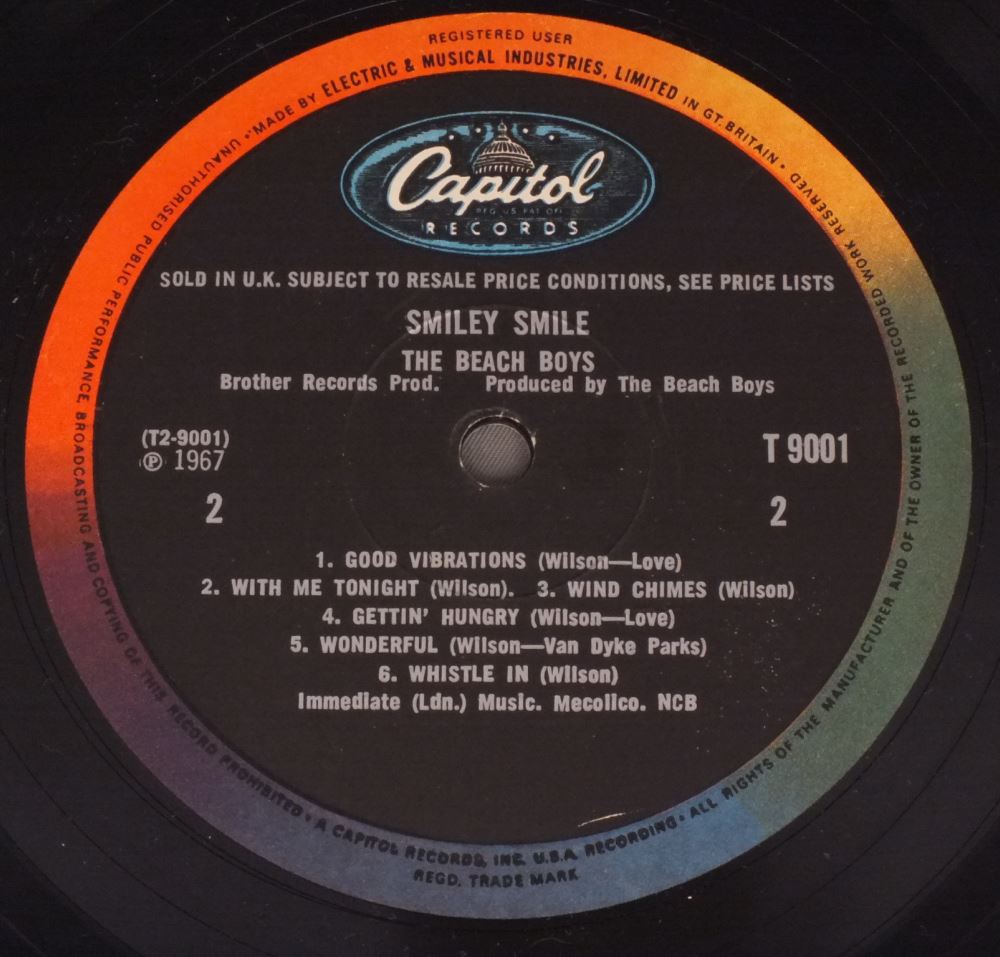 REGISTERED USER
MADE BY ELECTRIC & MUSICAL INDUSTRIES, LIMITED IN GT. BRITAIN • ALL RIGHTS OF THE MANUFACTURER AND OF THE OWNER OF THE RECORDED WORK RESERVED
UNAUTHORISED PUBLIC PERFORMANCE, BROADCASTING AND COPYING OF THIS RECORD PROHIBITED • A CAPITOL RECORDS, INC. U.S.A. RECORDING •
REGD. TRADE MARK
Capitol
REG US PAT OFF
RECORDS
SOLD IN U.K. SUBJECT TO RESALE PRICE CONDITIONS, SEE PRICE LISTS
SMILEY SMILE
THE BEACH BOYS
Brother Records Prod. Produced by The Beach Boys
(T2-9001)
℗ 1967
T 9001
2
2
1. GOOD VIBRATIONS (Wilson—Love)
2. WITH ME TONIGHT (Wilson). 3. WIND CHIMES (Wilson)
4. GETTIN' HUNGRY (Wilson—Love)
5. WONDERFUL (Wilson—Van Dyke Parks)
6. WHISTLE IN (Wilson)
Immediate (Ldn.) Music. Mecolico. NCB